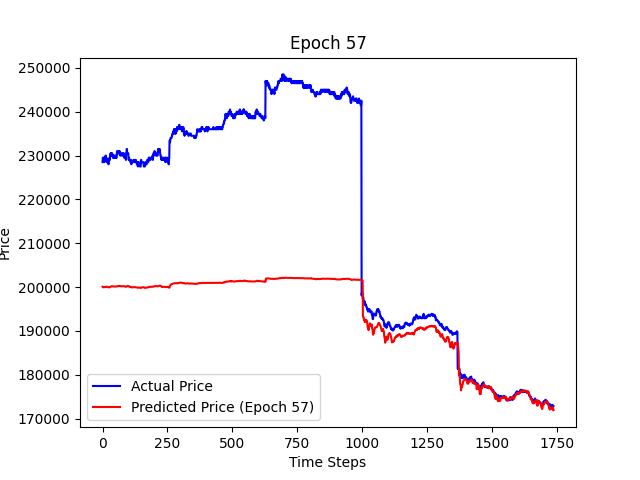 Epoch 57
250000
240000
230000
220000
210000
200000
190000
180000
170000
Price
Actual Price
Predicted Price (Epoch 57)
0 250 500 750 1000 1250 1500 1750
Time Steps